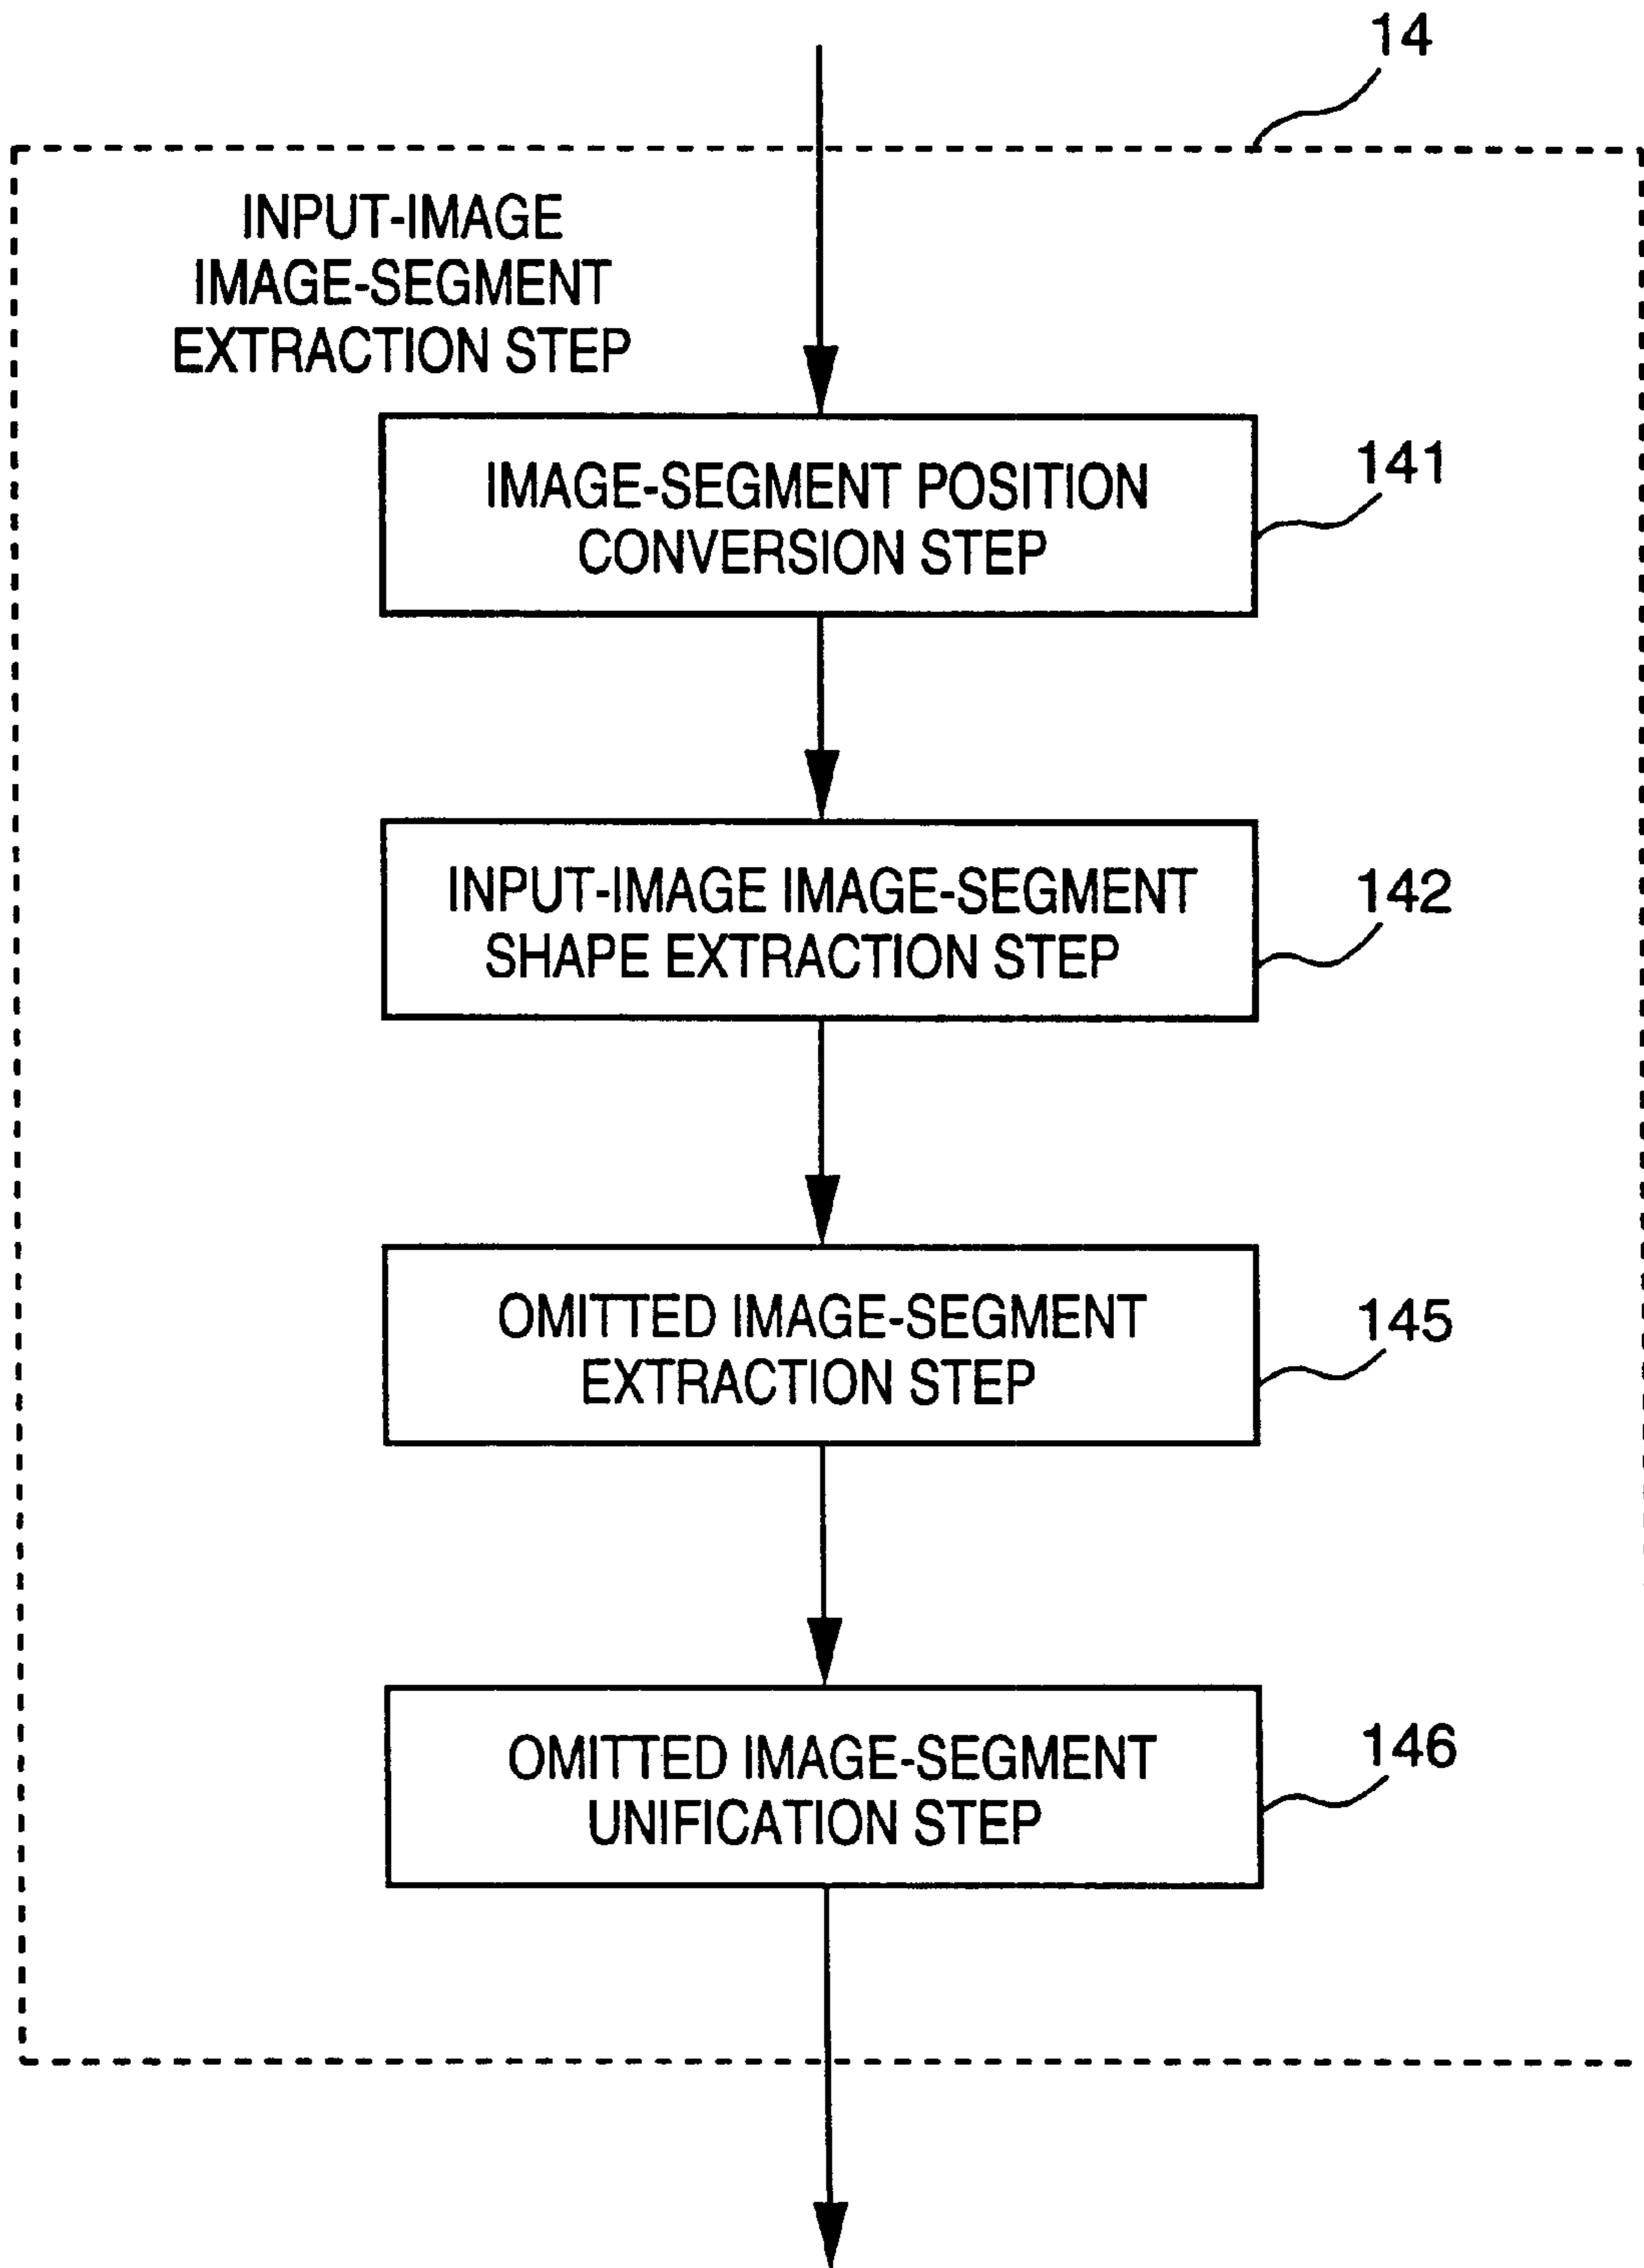 14
INPUT-IMAGE
IMAGE-SEGMENT
EXTRACTION STEP
IMAGE-SEGMENT POSITION
CONVERSION STEP
141
INPUT-IMAGE IMAGE-SEGMENT
SHAPE EXTRACTION STEP
142
OMITTED IMAGE-SEGMENT
EXTRACTION STEP
145
OMITTED IMAGE-SEGMENT
UNIFICATION STEP
146